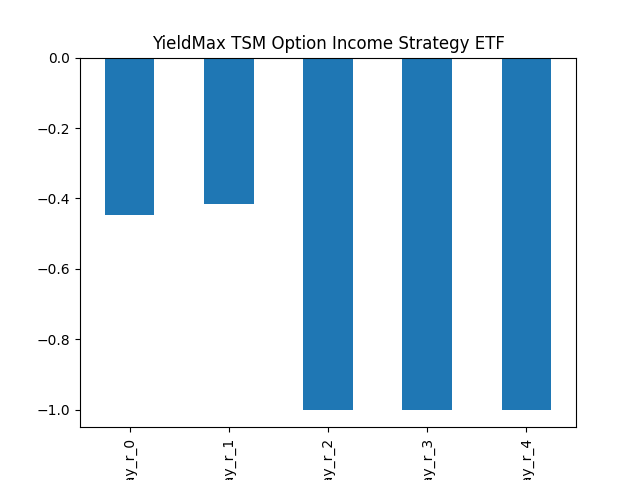 YieldMax TSM Option Income Strategy ETF
0.0
−0.2
−0.4
−0.6
−0.8
−1.0
ay_r_0
ay_r_1
ay_r_2
ay_r_3
ay_r_4